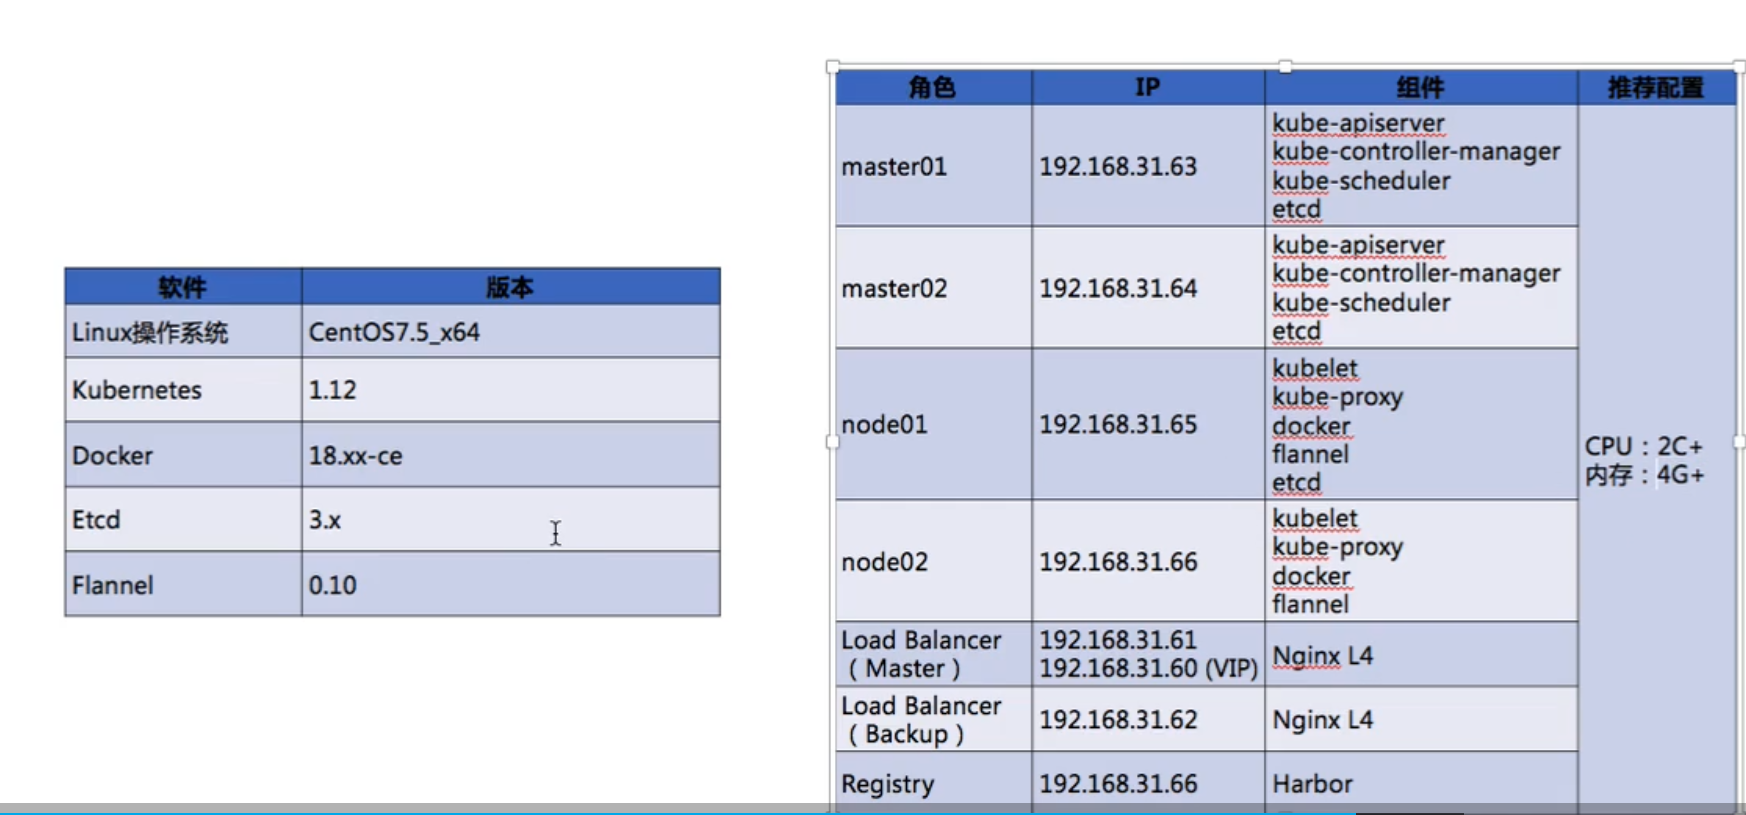 软件 版本
Linux操作系统 CentOS7.5_x64
Kubernetes 1.12
Docker 18.xx-ce
Etcd 3.x
Flannel 0.10
角色 IP 组件 推荐配置
master01 192.168.31.63 kube-apiserver
kube-controller-manager
kube-scheduler
etcd
master02 192.168.31.64 kube-apiserver
kube-controller-manager
kube-scheduler
etcd
node01 192.168.31.65 kubelet
kube-proxy
docker
flannel
etcd
CPU：2C+
内存：4G+
node02 192.168.31.66 kubelet
kube-proxy
docker
flannel
Load Balancer
（Master） 192.168.31.61
192.168.31.60 (VIP) Nginx L4
Load Balancer
（Backup） 192.168.31.62 Nginx L4
Registry 192.168.31.66 Harbor